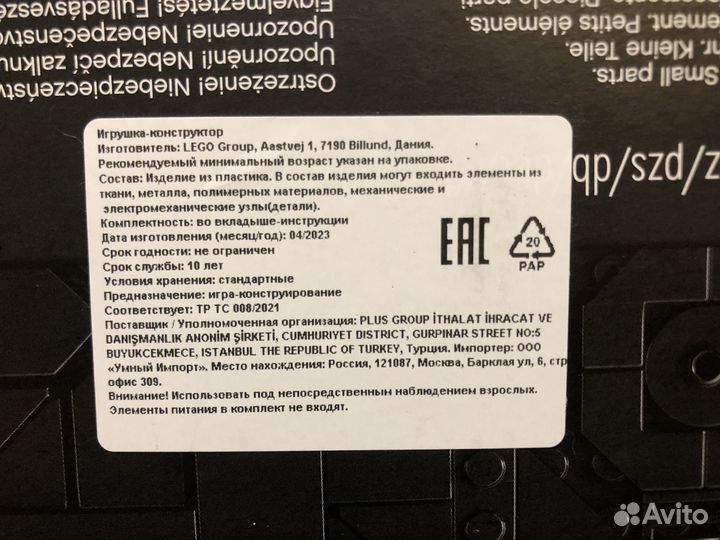 Ostrzeżenie! Niebezpieczeństw
Upozornění! Nebezpečí zalknu
Upozornenie! Nebezpečenstvo
Figyelmeztetés! Fulladásvesz
Small parts.
Kleine Teile.
Petits éléments.
Piccole parti
qp/szd/z
Игрушка-конструктор
Изготовитель: LEGO Group, Aastvej 1, 7190 Billund, Дания.
Рекомендуемый минимальный возраст указан на упаковке.
Состав: Изделие из пластика. В состав изделия могут входить элементы из
ткани, металла, полимерных материалов, механические и
электромеханические узлы(детали).
Комплектность: во вкладыше-инструкции
Дата изготовления (месяц/год): 04/2023
Срок годности: не ограничен
Срок службы: 10 лет
Условия хранения: стандартные
Предназначение: игра-конструирование
Соответствует: ТР ТС 008/2021
Поставщик / Уполномоченная организация: PLUS GROUP İTHALAT İHRACAT VE
DANIŞMANLIK ANONİM ŞİRKETİ, CUMHURIYET DISTRICT, GURPINAR STREET NO:5
BUYUKCEKMECE, ISTANBUL THE REPUBLIC OF TURKEY, Турция. Импортер: ООО
«Умный Импорт». Место нахождения: Россия, 121087, Москва, Барклая ул, 6, стр
офис 309.
Внимание! Использовать под непосредственным наблюдением взрослых.
Элементы питания в комплект не входят.
EAC
20
PAP
Avito